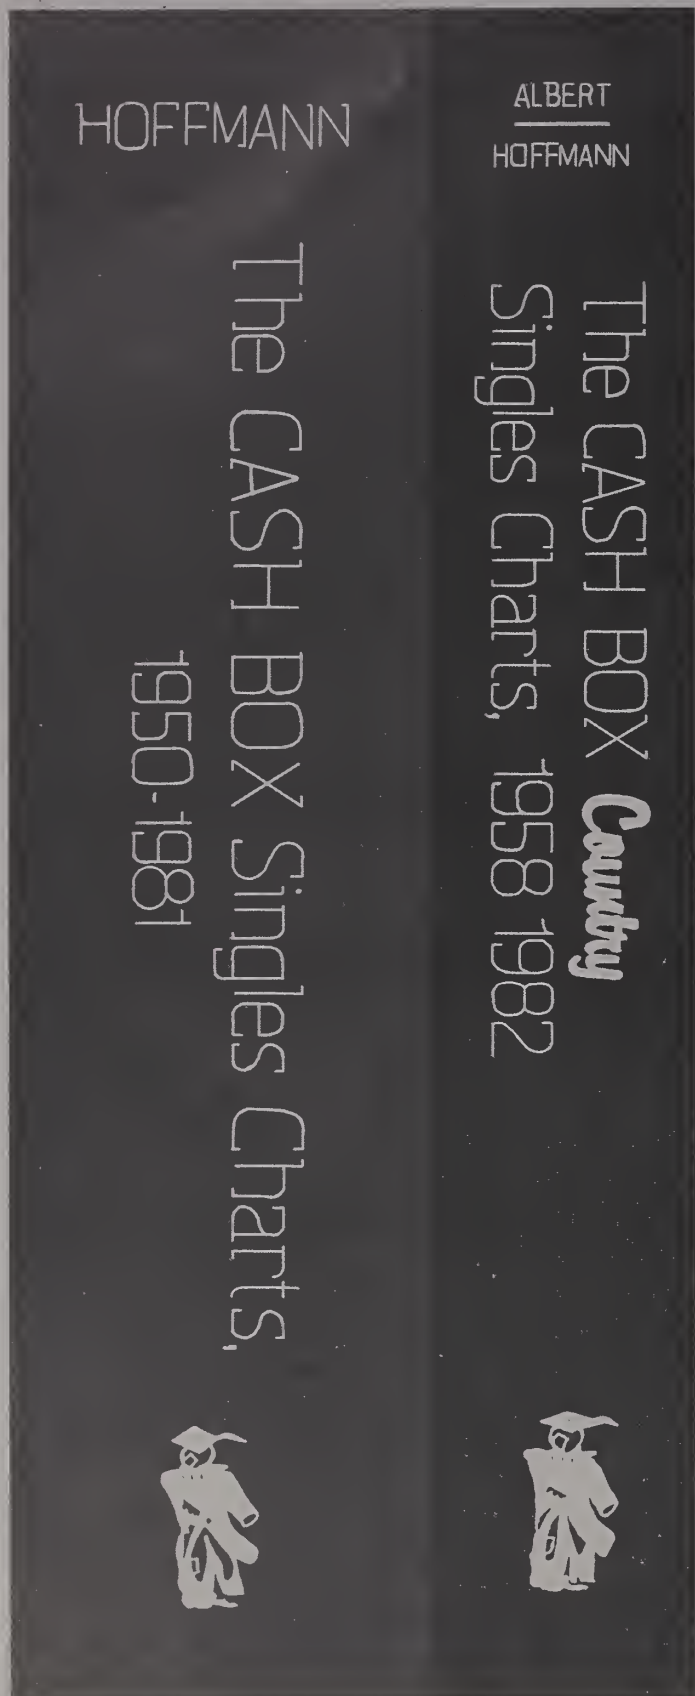 HOFFMANN
The CASH BOX Singles Charts,
1950-1981
ALBERT
HOFFMANN
The CASH BOX Country
Singles Charts, 1958 1982